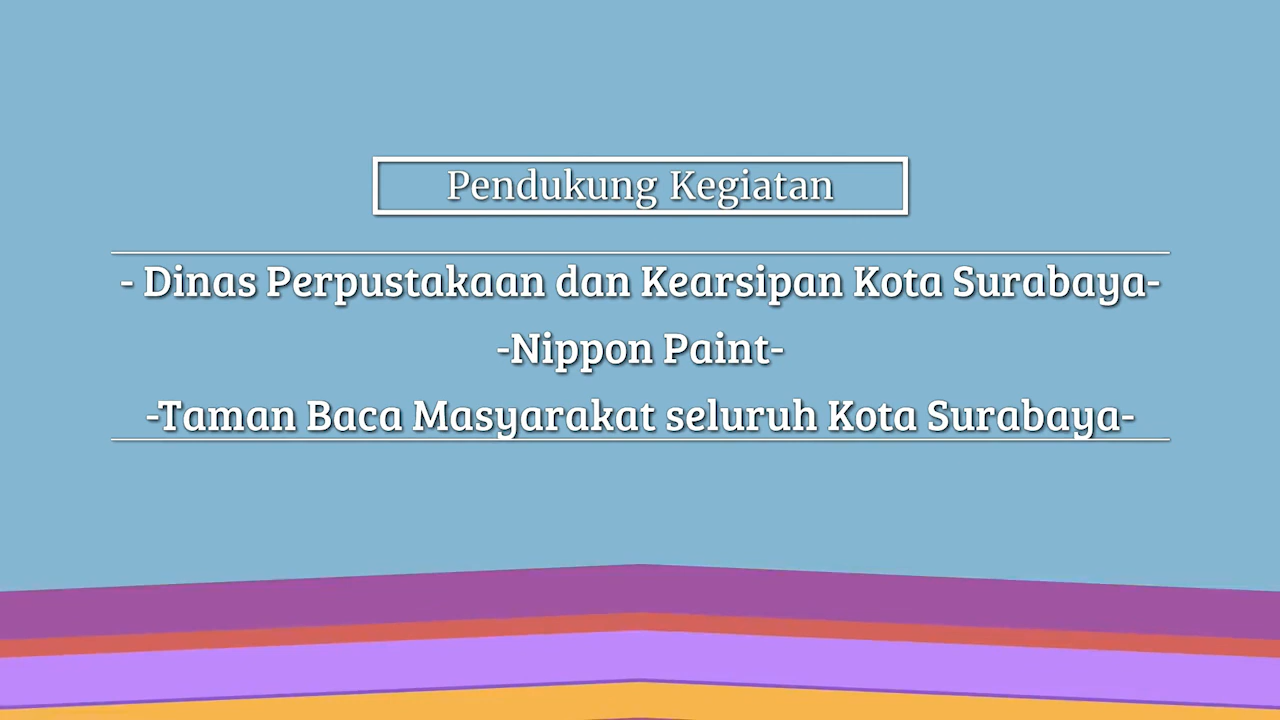 Pendukung Kegiatan
- Dinas Perpustakaan dan Kearsipan Kota Surabaya-
-Nippon Paint-
-Taman Baca Masyarakat seluruh Kota Surabaya-